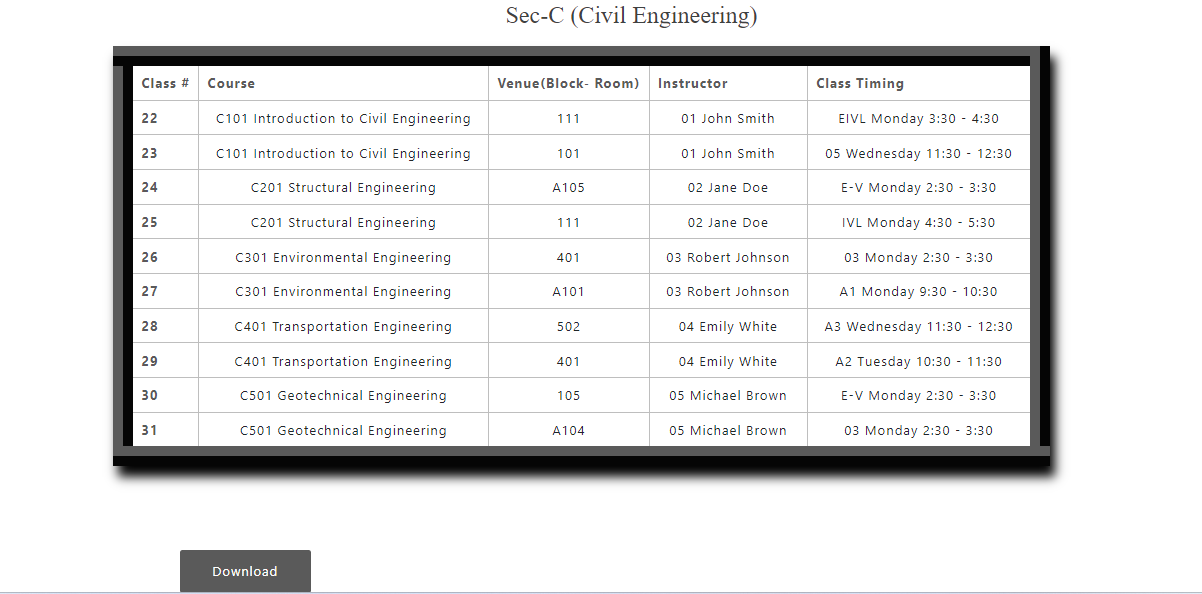 Sec-C (Civil Engineering)
Class # Course Venue(Block- Room) Instructor Class Timing
22 C101 Introduction to Civil Engineering 111 01 John Smith EIVL Monday 3:30 - 4:30
23 C101 Introduction to Civil Engineering 101 01 John Smith 05 Wednesday 11:30 - 12:30
24 C201 Structural Engineering A105 02 Jane Doe E-V Monday 2:30 - 3:30
25 C201 Structural Engineering 111 02 Jane Doe IVL Monday 4:30 - 5:30
26 C301 Environmental Engineering 401 03 Robert Johnson 03 Monday 2:30 - 3:30
27 C301 Environmental Engineering A101 03 Robert Johnson A1 Monday 9:30 - 10:30
28 C401 Transportation Engineering 502 04 Emily White A3 Wednesday 11:30 - 12:30
29 C401 Transportation Engineering 401 04 Emily White A2 Tuesday 10:30 - 11:30
30 C501 Geotechnical Engineering 105 05 Michael Brown E-V Monday 2:30 - 3:30
31 C501 Geotechnical Engineering A104 05 Michael Brown 03 Monday 2:30 - 3:30
Download